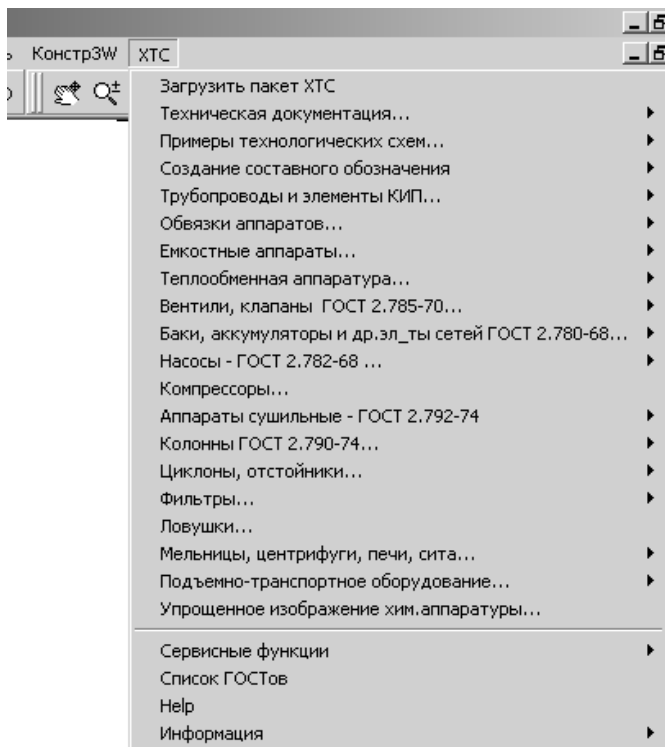 ь Констр3W ХТС
Загрузить пакет ХТС
Техническая документация...
Примеры технологических схем...
Создание составного обозначения
Трубопроводы и элементы КИП...
Обвязки аппаратов...
Емкостные аппараты...
Теплообменная аппаратура...
Вентили, клапаны ГОСТ 2.785-70...
Баки, аккумуляторы и др.эл_ты сетей ГОСТ 2.780-68...
Насосы - ГОСТ 2.782-68 ...
Компрессоры...
Аппараты сушильные - ГОСТ 2.792-74
Колонны ГОСТ 2.790-74...
Циклоны, отстойники...
Фильтры...
Ловушки...
Мельницы, центрифуги, печи, сита...
Подъемно-транспортное оборудование...
Упрощенное изображение хим.аппаратуры...
Сервисные функции
Список ГОСТов
Help
Информация